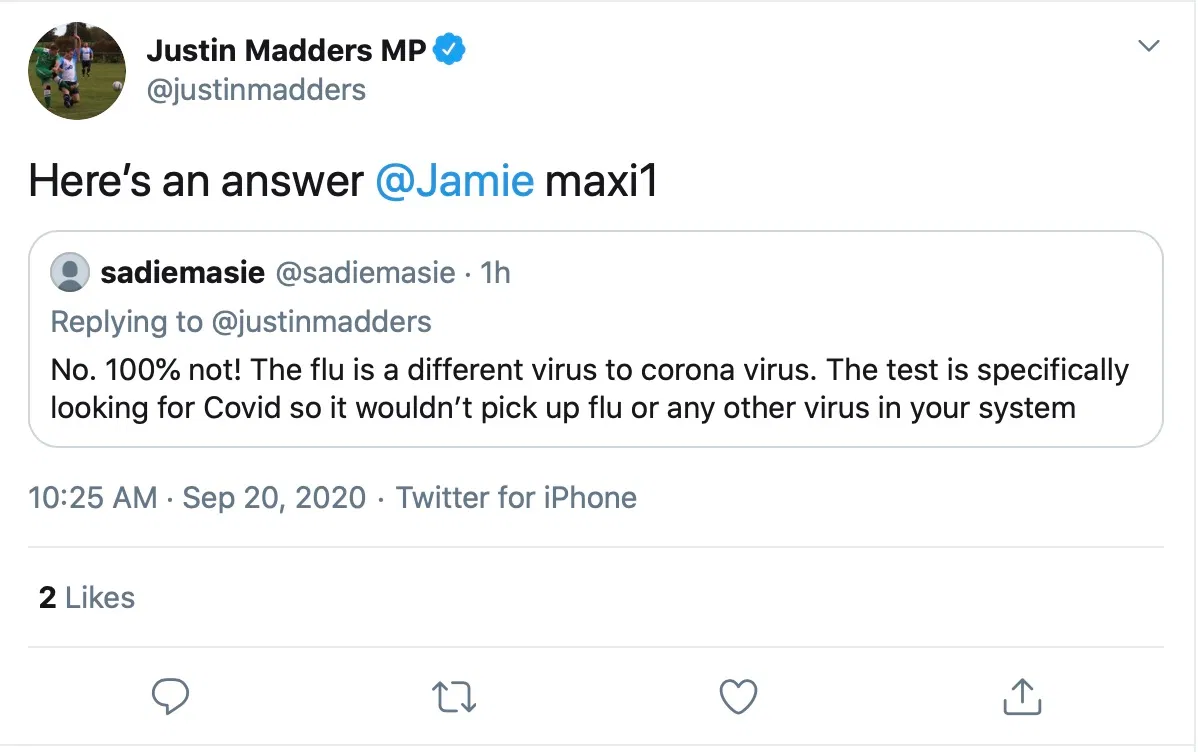 Justin Madders MP
@justinmadders
Here’s an answer @Jamie maxi1
sadiemasie @sadiemasie · 1h
Replying to @justinmadders
No. 100% not! The flu is a different virus to corona virus. The test is specifically
looking for Covid so it wouldn’t pick up flu or any other virus in your system
10:25 AM · Sep 20, 2020 · Twitter for iPhone
2 Likes